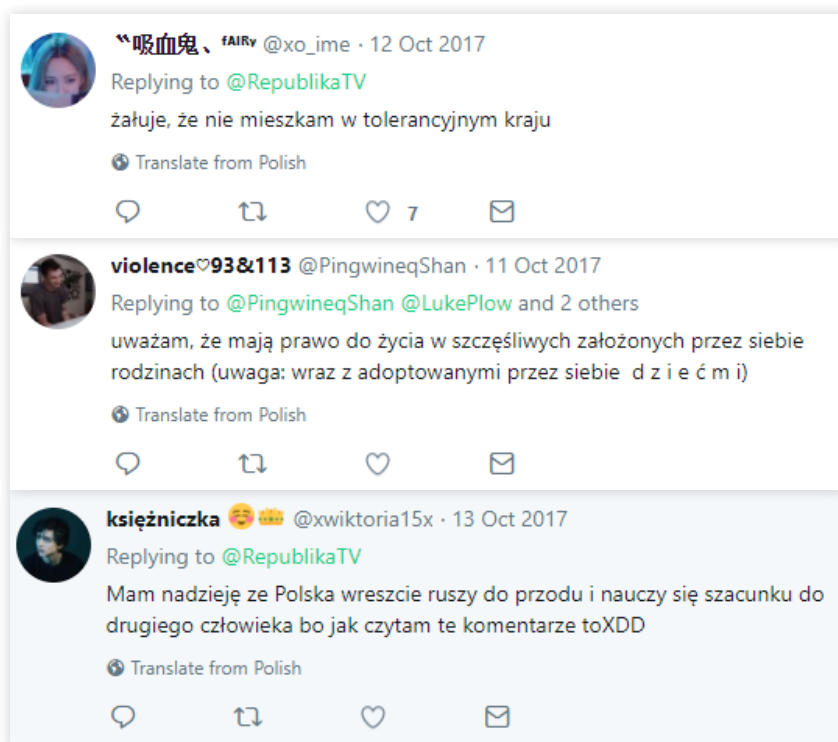 〝吸血鬼、ᶠᴬᴵᴿʸ @xo_ime · 12 Oct 2017
Replying to @RepublikaTV
żałuje, że nie mieszkam w tolerancyjnym kraju
Translate from Polish
7
violence♡93&113 @PingwineqShan · 11 Oct 2017
Replying to @PingwineqShan @LukePlow and 2 others
uważam, że mają prawo do życia w szczęśliwych założonych przez siebie
rodzinach (uwaga: wraz z adoptowanymi przez siebie d z i e ć m i)
Translate from Polish
księżniczka ☺️👑 @xwiktoria15x · 13 Oct 2017
Replying to @RepublikaTV
Mam nadzieję ze Polska wreszcie ruszy do przodu i nauczy się szacunku do
drugiego człowieka bo jak czytam te komentarze toXDD
Translate from Polish